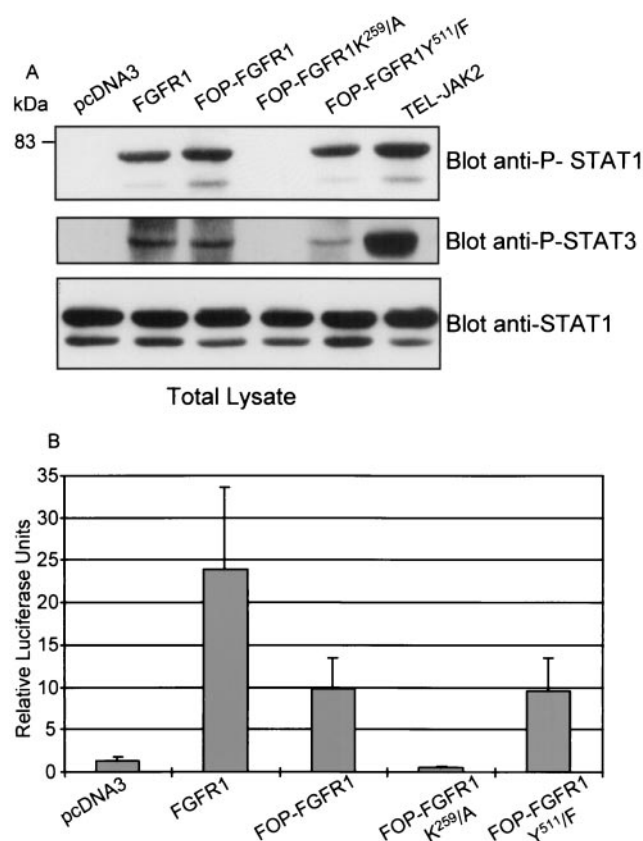 A
kDa
pcDNA3
FGFR1
FOP-FGFR1
FOP-FGFR1K²⁵⁹/A
FOP-FGFR1Y⁵¹¹/F
TEL-JAK2
83
Blot anti-P- STAT1
Blot anti-P-STAT3
Blot anti-STAT1
Total Lysate
B
Relative Luciferase Units
35
30
25
20
15
10
5
0
pcDNA3
FGFR1
FOP-FGFR1
FOP-FGFR1
K²⁵⁹/A
FOP-FGFR1
Y⁵¹¹/F